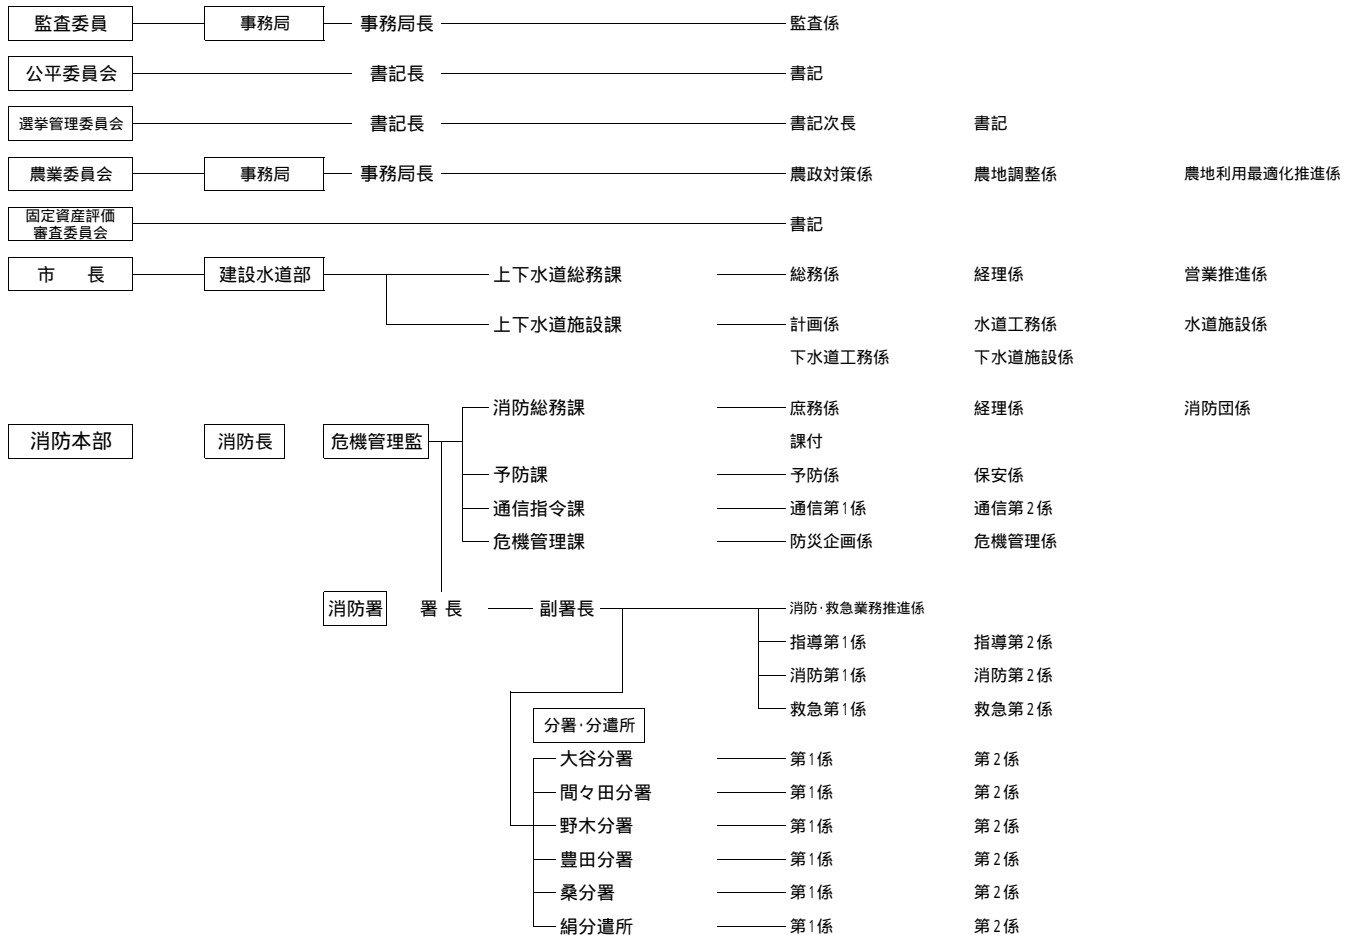 監査委員 事務局 事務局長 監査係
公平委員会 書記長 書記
選挙管理委員会 書記長 書記次長 書記
農業委員会 事務局 事務局長 農政対策係 農地調整係 農地利用最適化推進係
固定資産評価
審査委員会 書記
市　長 建設水道部 上下水道総務課 総務係 経理係 営業推進係
上下水道施設課 計画係 水道工務係 水道施設係
下水道工務係 下水道施設係
消防総務課 庶務係 経理係 消防団係
消防本部 消防長 危機管理監 課付
予防課 予防係 保安係
通信指令課 通信第1係 通信第2係
危機管理課 防災企画係 危機管理係
消防署 署長 副署長 消防・救急業務推進係
指導第1係 指導第2係
消防第1係 消防第2係
救急第1係 救急第2係
分署・分遣所
大谷分署 第1係 第2係
間々田分署 第1係 第2係
野木分署 第1係 第2係
豊田分署 第1係 第2係
桑分署 第1係 第2係
絹分遣所 第1係 第2係